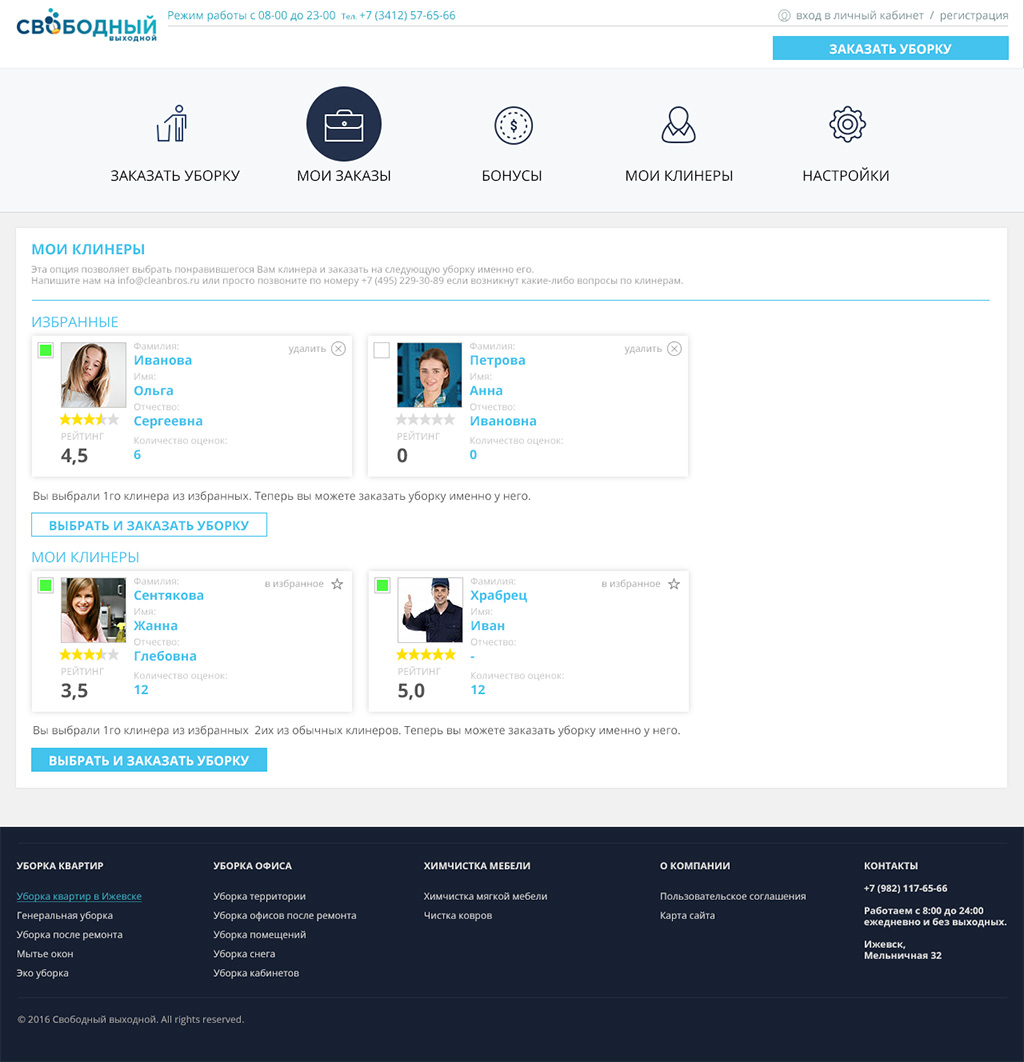 СВОБОДНЫЙ
ВЫХОДНОЙ
Режим работы с 08-00 до 23-00 Тел. +7 (3412) 57-65-66
вход в личный кабинет / регистрация
ЗАКАЗАТЬ УБОРКУ
ЗАКАЗАТЬ УБОРКУ
МОИ ЗАКАЗЫ
БОНУСЫ
МОИ КЛИНЕРЫ
НАСТРОЙКИ
МОИ КЛИНЕРЫ
Эта опция позволяет выбрать понравившегося Вам клинера и заказать на следующую уборку именно его.
Напишите нам на info@cleanbros.ru или просто позвоните по номеру +7 (495) 229-30-89 если возникнут какие-либо вопросы по клинерам.
ИЗБРАННЫЕ
Фамилия:
удалить
Иванова
Имя:
Ольга
Отчество:
Сергеевна
РЕЙТИНГ
4,5
Количество оценок:
6
Фамилия:
удалить
Петрова
Имя:
Анна
Отчество:
Ивановна
РЕЙТИНГ
0
Количество оценок:
0
Вы выбрали 1го клинера из избранных. Теперь вы можете заказать уборку именно у него.
ВЫБРАТЬ И ЗАКАЗАТЬ УБОРКУ
МОИ КЛИНЕРЫ
Фамилия:
в избранное
Сентякова
Имя:
Жанна
Отчество:
Глебовна
РЕЙТИНГ
3,5
Количество оценок:
12
Фамилия:
в избранное
Храбрец
Имя:
Иван
Отчество:
-
РЕЙТИНГ
5,0
Количество оценок:
12
Вы выбрали 1го клинера из избранных 2их из обычных клинеров. Теперь вы можете заказать уборку именно у него.
ВЫБРАТЬ И ЗАКАЗАТЬ УБОРКУ
УБОРКА КВАРТИР
Уборка квартир в Ижевске
Генеральная уборка
Уборка после ремонта
Мытье окон
Эко уборка
УБОРКА ОФИСА
Уборка территории
Уборка офисов после ремонта
Уборка помещений
Уборка снега
Уборка кабинетов
ХИМЧИСТКА МЕБЕЛИ
Химчистка мягкой мебели
Чистка ковров
О КОМПАНИИ
Пользовательское соглашения
Карта сайта
КОНТАКТЫ
+7 (982) 117-65-66
Работаем с 8:00 до 24:00
ежедневно и без выходных.
Ижевск,
Мельничная 32
© 2016 Свободный выходной. All rights reserved.